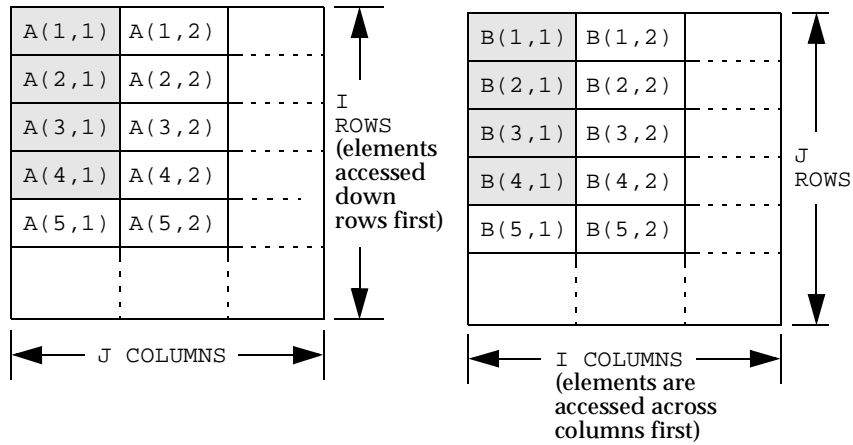 A(1,1) A(1,2)
A(2,1) A(2,2)
A(3,1) A(3,2)
A(4,1) A(4,2)
A(5,1) A(5,2)
I
ROWS
(elements
accessed
down
rows first)
J COLUMNS
B(1,1) B(1,2)
B(2,1) B(2,2)
B(3,1) B(3,2)
B(4,1) B(4,2)
B(5,1) B(5,2)
J
ROWS
I COLUMNS
(elements are
accessed across
columns first)